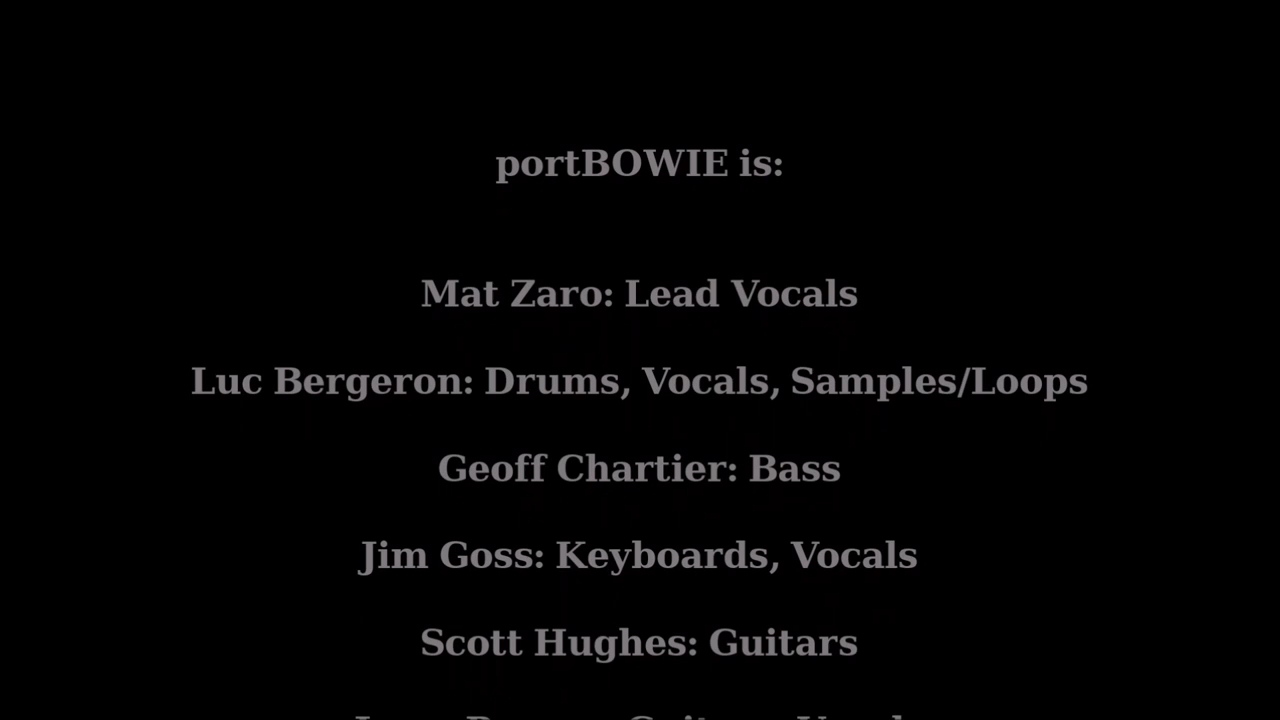 portBOWIE is:
Mat Zaro: Lead Vocals
Luc Bergeron: Drums, Vocals, Samples/Loops
Geoff Chartier: Bass
Jim Goss: Keyboards, Vocals
Scott Hughes: Guitars